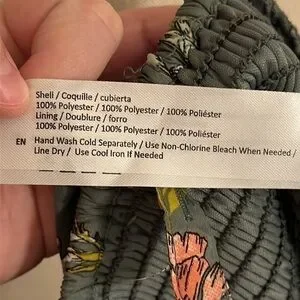 Shell / Coquille / cubierta
100% Polyester / 100% Polyester / 100% Poliéster
Lining / Doublure / forro
100% Polyester / 100% Polyester / 100% Poliéster
EN Hand Wash Cold Separately / Use Non-Chlorine Bleach When Needed /
Line Dry / Use Cool Iron If Needed